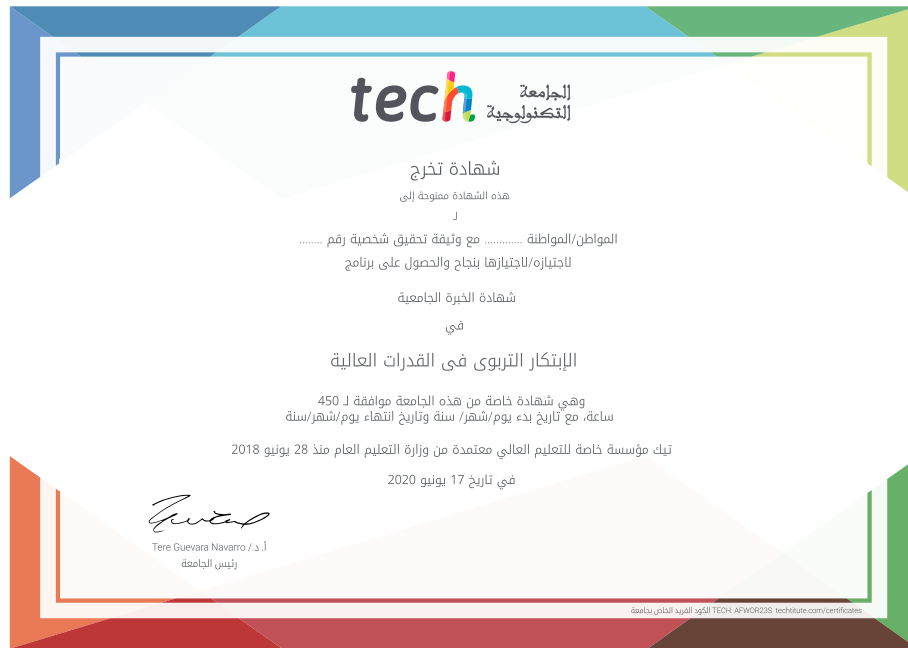 tech الجامعة
التكنولوجية
شهادة تخرج
هذه الشهادة ممنوحة إلى
لـ
المواطن/المواطنة ............. مع وثيقة تحقيق شخصية رقم ........
لاجتيازه/لاجتيازها بنجاح والحصول على برنامج
شهادة الخبرة الجامعية
في
الإبتكار التربوى فى القدرات العالية
وهي شهادة خاصة من هذه الجامعة موافقة لـ 450
ساعة، مع تاريخ بدء يوم/شهر/ سنة وتاريخ انتهاء يوم/شهر/سنة
تيك مؤسسة خاصة للتعليم العالي معتمدة من وزارة التعليم العام منذ 28 يونيو 2018
في تاريخ 17 يونيو 2020
أ. د./ Tere Guevara Navarro
رئيس الجامعة
الكود الفريد الخاص بجامعة TECH: AFWOR23S techtitute.com/certificates